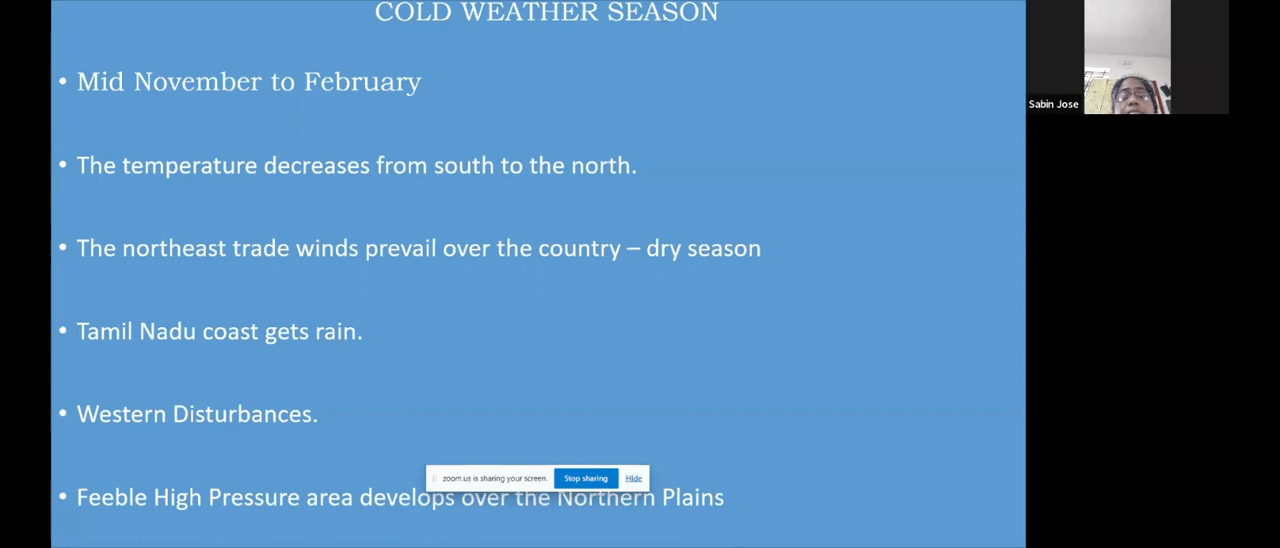 COLD WEATHER SEASON
• Mid November to February
• The temperature decreases from south to the north.
• The northeast trade winds prevail over the country – dry season
• Tamil Nadu coast gets rain.
• Western Disturbances.
zoom.us is sharing your screen. Stop sharing Hide
• Feeble High Pressure area develops over the Northern Plains
Sabin Jose